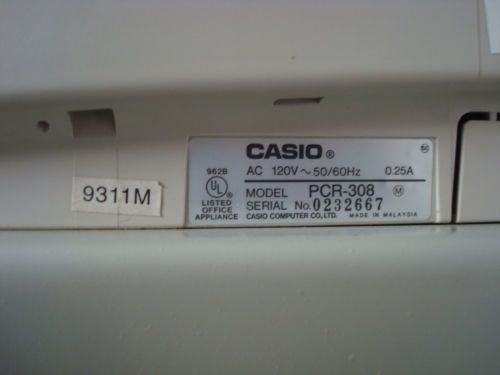 9311M
962B
UL
LISTED
OFFICE
APPLIANCE
CASIO®
AC 120V ~ 50/60Hz 0.25A
MODEL PCR-308 M
SERIAL No. 0232667
CASIO COMPUTER CO., LTD. MADE IN MALAYSIA